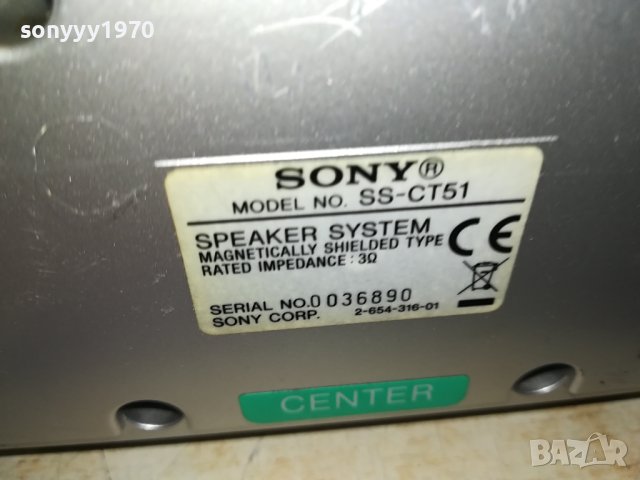 sonyyy1970
SONY®
MODEL NO. SS-CT51
SPEAKER SYSTEM
MAGNETICALLY SHIELDED TYPE
RATED IMPEDANCE : 3Ω
CE
SERIAL NO. 0036890
SONY CORP. 2-654-316-01
CENTER
BAZAR